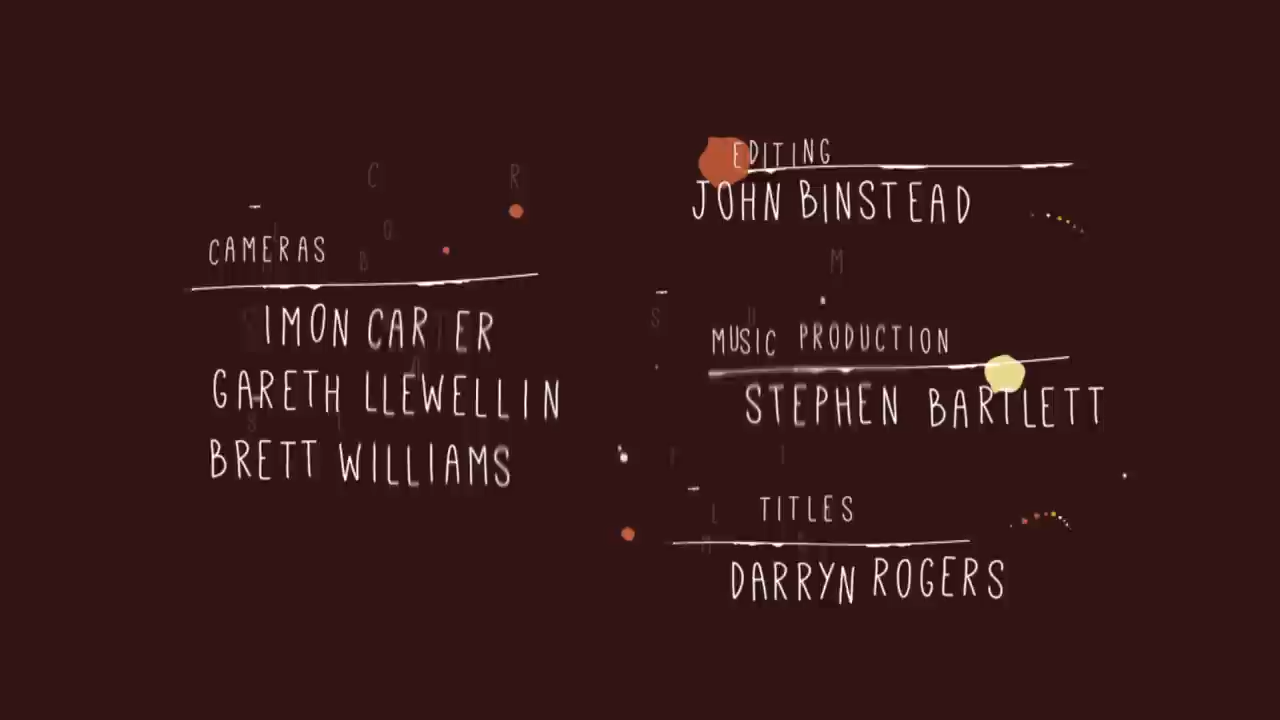 CAMERAS
IMON CAR ER
GARETH LLEWELLIN
BRETT WILLIAMS
EDITING
JOHN BINSTEAD
MUSIC PRODUCTION
STEPHEN BARTLETT
TITLES
DARRYN ROGERS